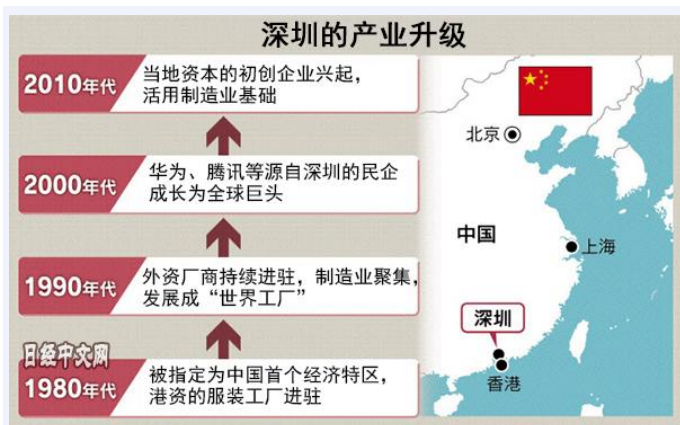 深圳的产业升级
2010年代
当地资本的初创企业兴起，
活用制造业基础
2000年代
华为、腾讯等源自深圳的民企
成长为全球巨头
1990年代
外资厂商持续进驻，制造业聚集，
发展成“世界工厂”
日经中文网
1980年代
被指定为中国首个经济特区，
港资的服装工厂进驻
北京
中国
上海
深圳
香港